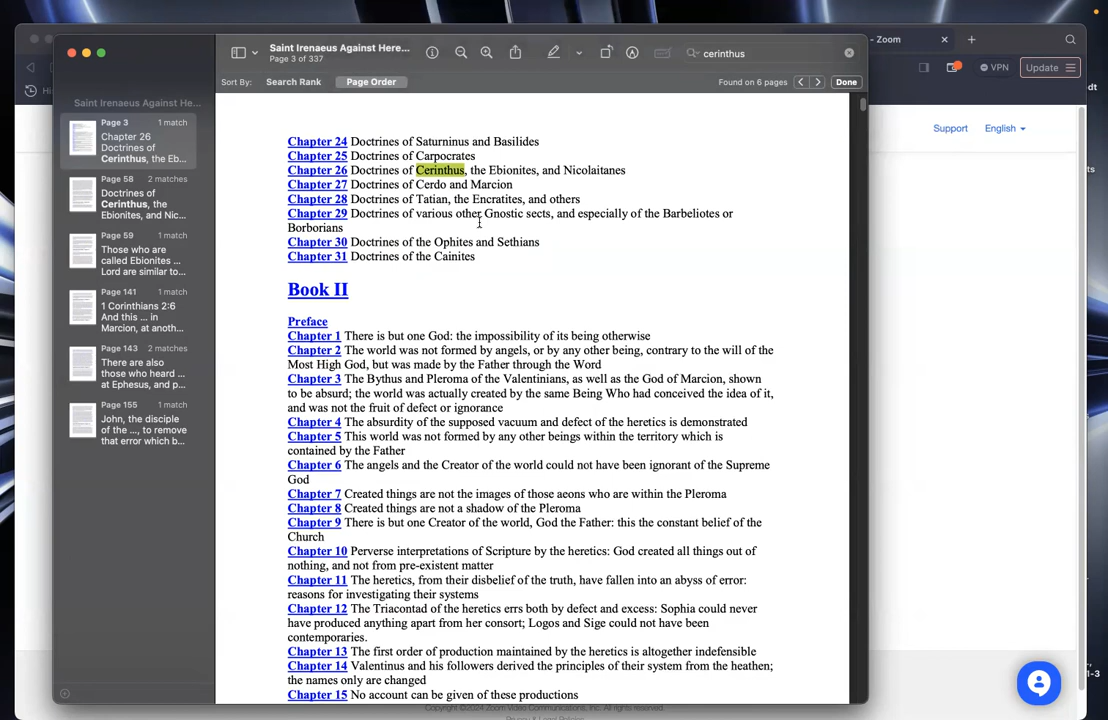 Saint Irenaeus Against Here...
Page 3 of 337
cerinthus
- Zoom
VPN
Update
Sort By:
Search Rank
Page Order
Found on 6 pages
Done
Support
English
Saint Irenaeus Against He...
Page 3 1 match
Chapter 26
Doctrines of
Cerinthus, the Eb...
Page 58 2 matches
Doctrines of
Cerinthus, the
Ebionites, and Nic...
Page 59 1 match
Those who are
called Ebionites ...
Lord are similar to...
Page 141 1 match
1 Corinthians 2:6
And this ... in
Marcion, at anoth...
Page 143 2 matches
There are also
those who heard ...
at Ephesus, and p...
Page 155 1 match
John, the disciple
of the ..., to remove
that error which b...
Chapter 24 Doctrines of Saturninus and Basilides
Chapter 25 Doctrines of Carpocrates
Chapter 26 Doctrines of Cerinthus, the Ebionites, and Nicolaitanes
Chapter 27 Doctrines of Cerdo and Marcion
Chapter 28 Doctrines of Tatian, the Encratites, and others
Chapter 29 Doctrines of various other Gnostic sects, and especially of the Barbeliotes or
Borborians
Chapter 30 Doctrines of the Ophites and Sethians
Chapter 31 Doctrines of the Cainites
Book II
Preface
Chapter 1 There is but one God: the impossibility of its being otherwise
Chapter 2 The world was not formed by angels, or by any other being, contrary to the will of the
Most High God, but was made by the Father through the Word
Chapter 3 The Bythus and Pleroma of the Valentinians, as well as the God of Marcion, shown
to be absurd; the world was actually created by the same Being Who had conceived the idea of it,
and was not the fruit of defect or ignorance
Chapter 4 The absurdity of the supposed vacuum and defect of the heretics is demonstrated
Chapter 5 This world was not formed by any other beings within the territory which is
contained by the Father
Chapter 6 The angels and the Creator of the world could not have been ignorant of the Supreme
God
Chapter 7 Created things are not the images of those aeons who are within the Pleroma
Chapter 8 Created things are not a shadow of the Pleroma
Chapter 9 There is but one Creator of the world, God the Father: this the constant belief of the
Church
Chapter 10 Perverse interpretations of Scripture by the heretics: God created all things out of
nothing, and not from pre-existent matter
Chapter 11 The heretics, from their disbelief of the truth, have fallen into an abyss of error:
reasons for investigating their systems
Chapter 12 The Triacontad of the heretics errs both by defect and excess: Sophia could never
have produced anything apart from her consort; Logos and Sige could not have been
contemporaries.
Chapter 13 The first order of production maintained by the heretics is altogether indefensible
Chapter 14 Valentinus and his followers derived the principles of their system from the heathen;
the names only are changed
Chapter 15 No account can be given of these productions
Copyright ©2024 Zoom Video Communications, Inc. All rights reserved.